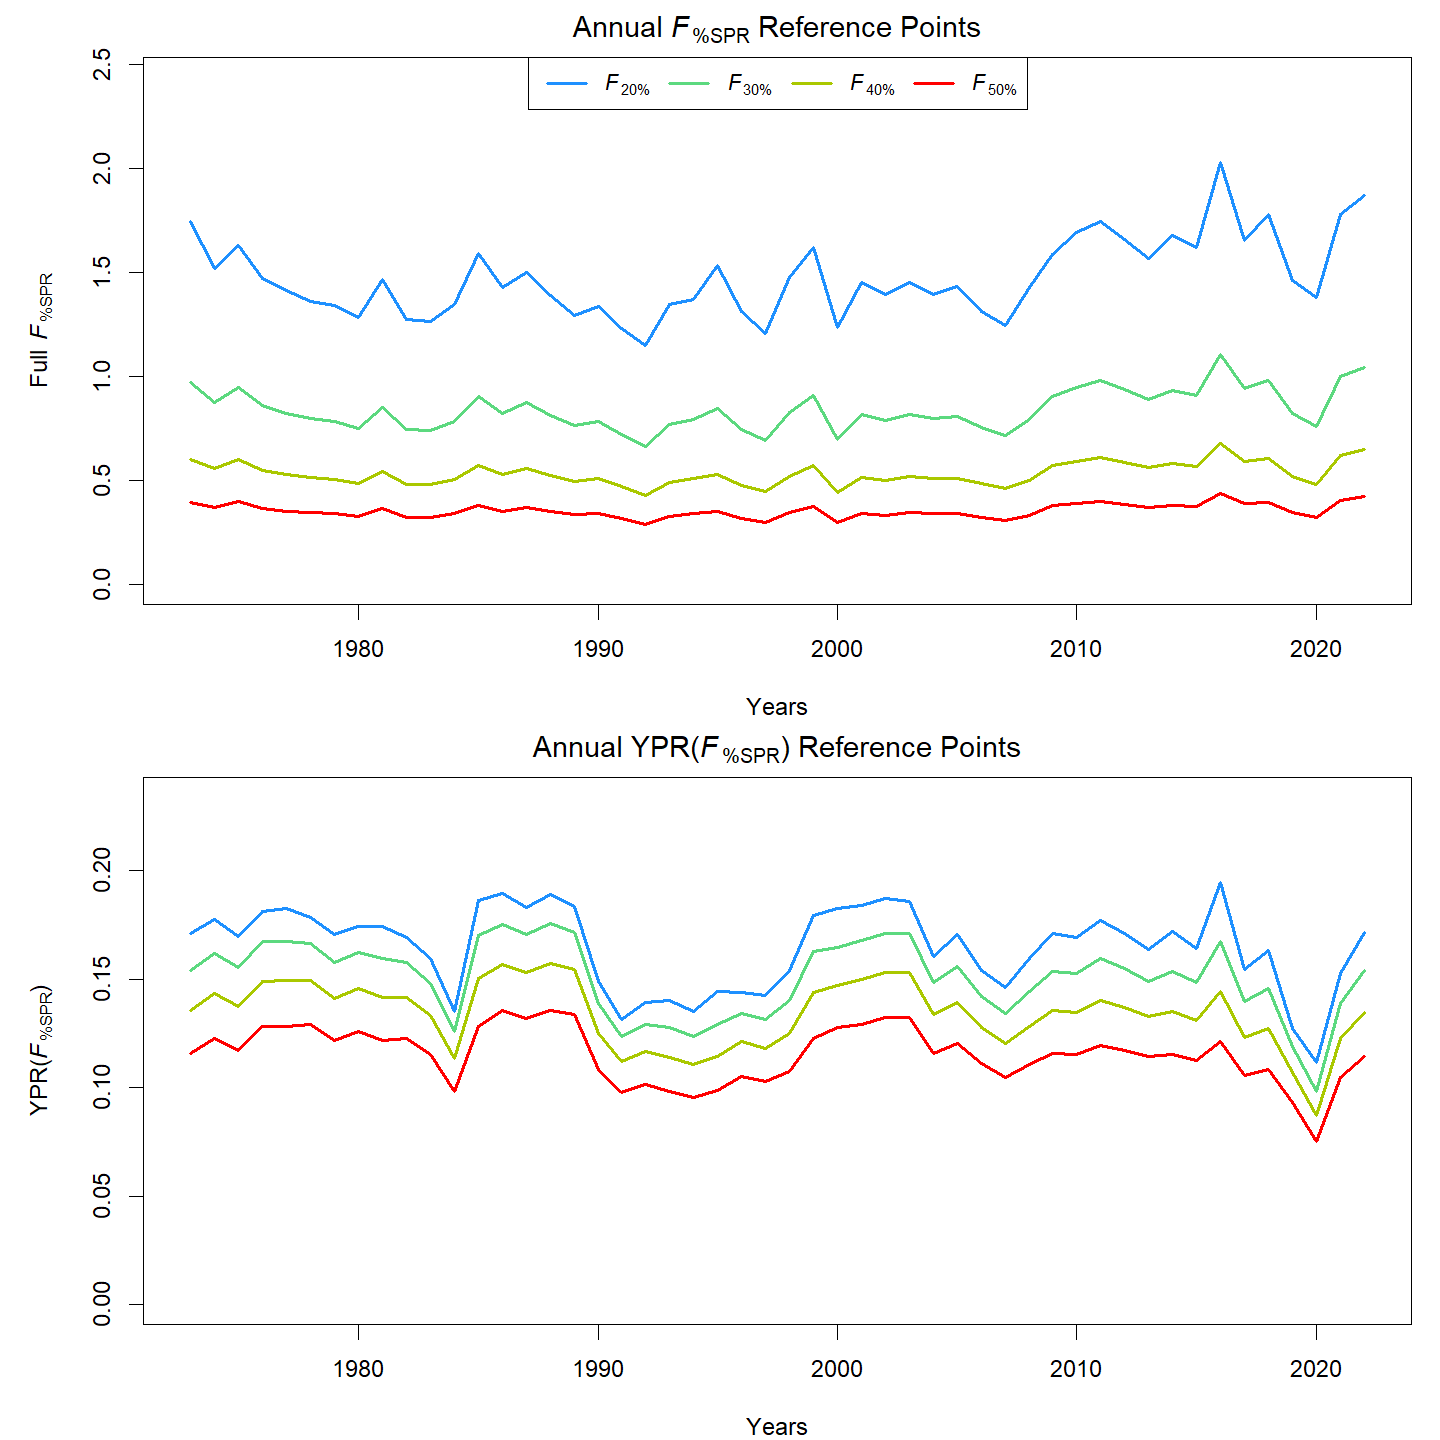 Annual F%SPR Reference Points
F20% F30% F40% F50%
Full F%SPR
2.5
2.0
1.5
1.0
0.5
0.0
1980 1990 2000 2010 2020
Years
Annual YPR(F%SPR) Reference Points
YPR(F%SPR)
0.20
0.15
0.10
0.05
0.00
1980 1990 2000 2010 2020
Years